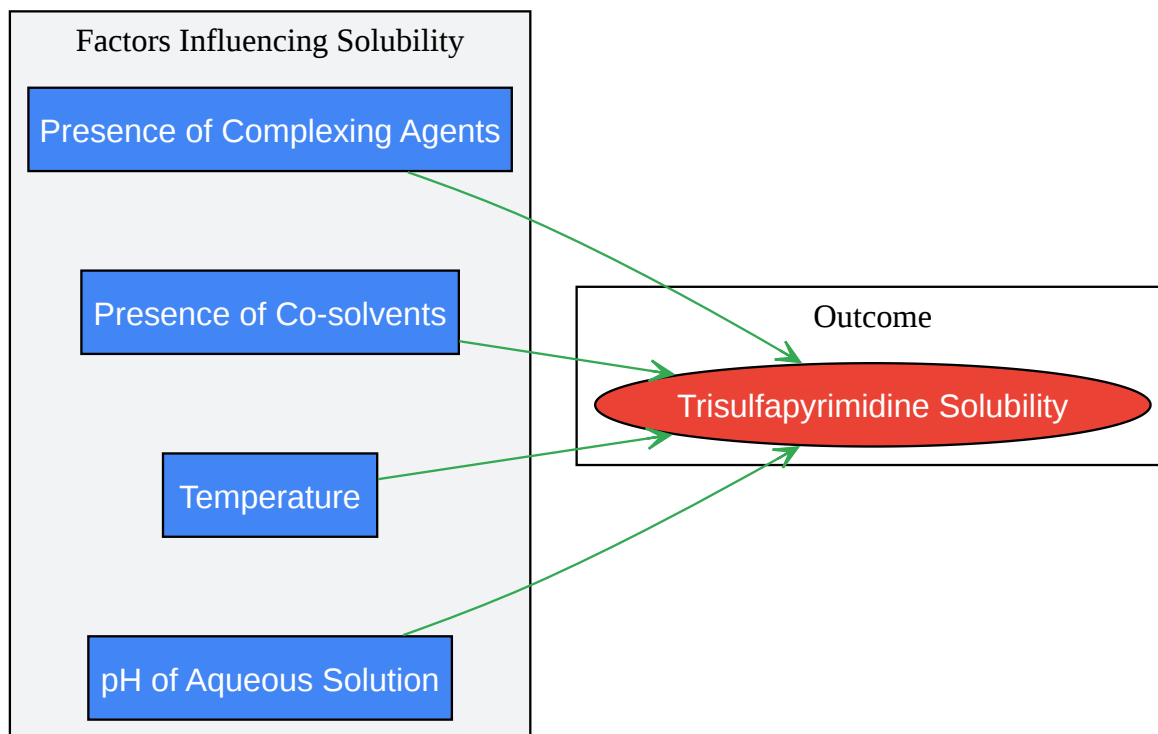 Factors Influencing Solubility
Presence of Complexing Agents
Presence of Co-solvents
Temperature
pH of Aqueous Solution
Outcome
Trisulfapyrimidine Solubility